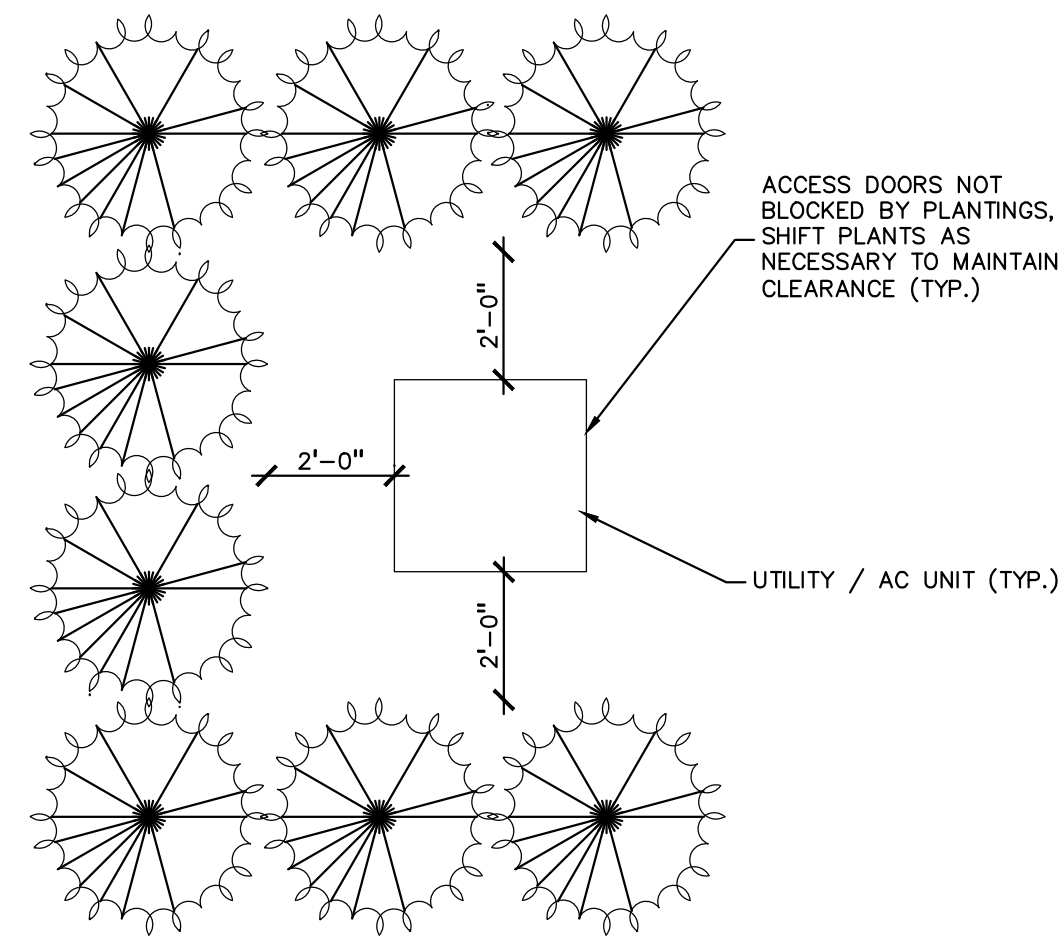 ACCESS DOORS NOT
BLOCKED BY PLANTINGS,
SHIFT PLANTS AS
NECESSARY TO MAINTAIN
CLEARANCE (TYP.)
2'-0"
2'-0"
UTILITY / AC UNIT (TYP.)
2'-0"